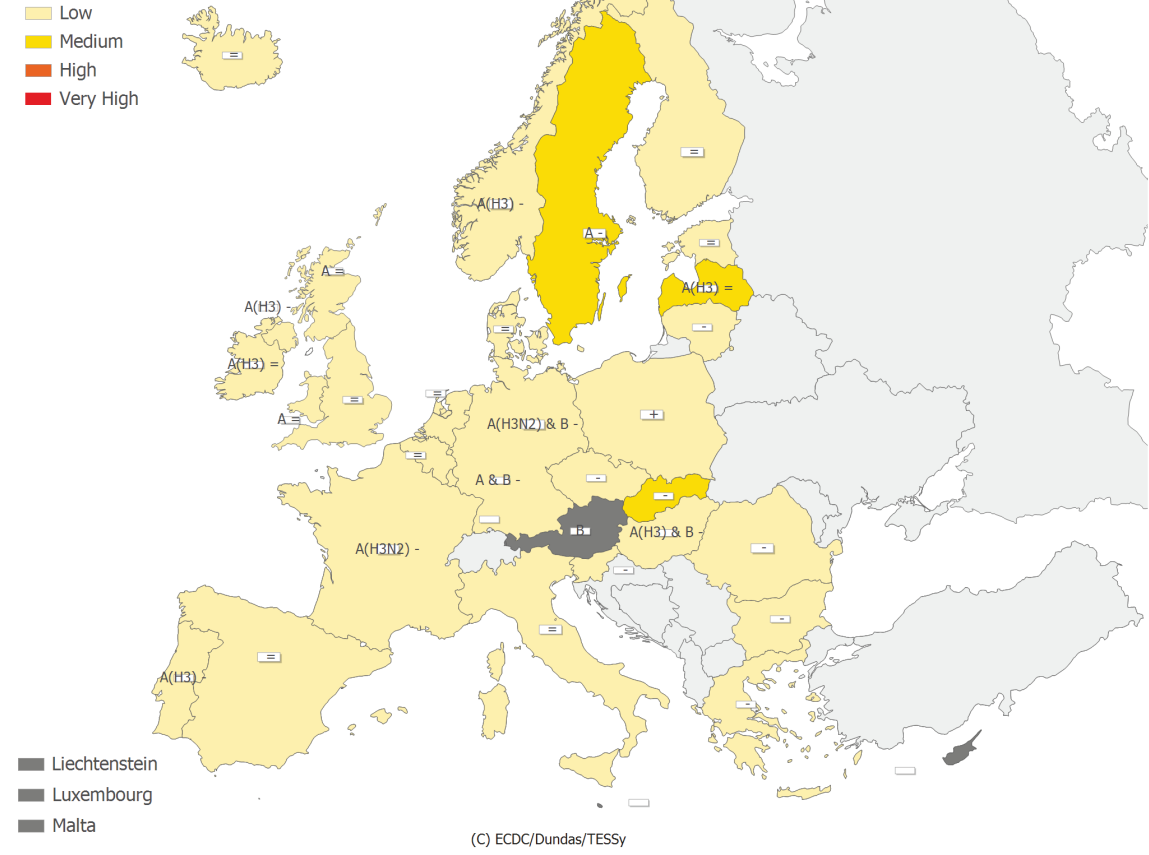 Low
=
Medium
High
Very High
=
A(H3) -
A -
=
A =
A(H3) =
A(H3) -
=
-
A(H3) =
=
=
A =
A(H3N2) & B -
+
=
A & B -
-
-
B
A(H3) & B -
A(H3N2) -
-
-
-
=
=
A(H3) -
-
Liechtenstein
Luxembourg
Malta
(C) ECDC/Dundas/TESSy